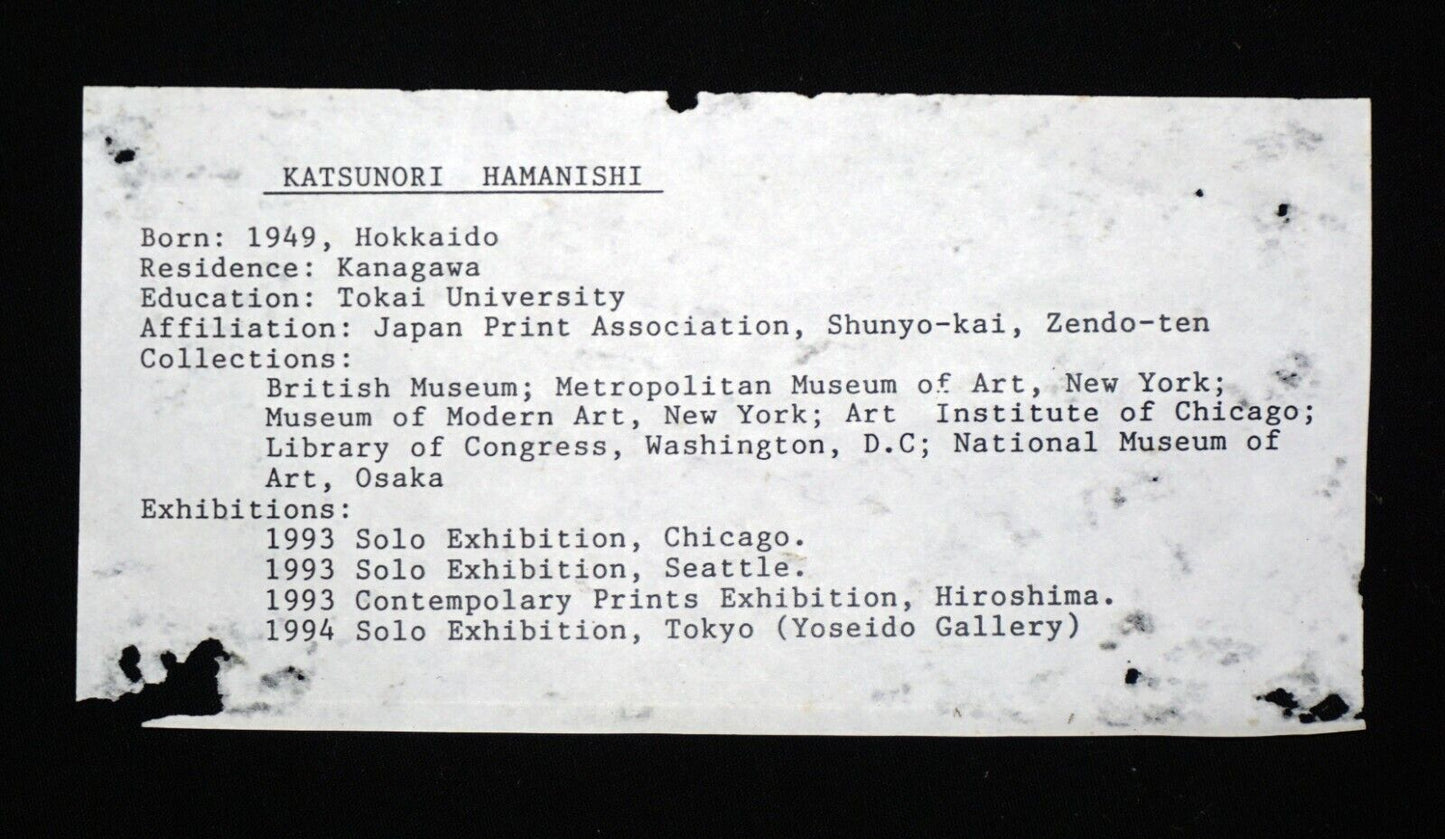 KATSUNORI HAMANISHI
Born: 1949, Hokkaido
Residence: Kanagawa
Education: Tokai University
Affiliation: Japan Print Association, Shunyo-kai, Zendo-ten
Collections:
British Museum; Metropolitan Museum of Art, New York;
Museum of Modern Art, New York; Art Institute of Chicago;
Library of Congress, Washington, D.C; National Museum of
Art, Osaka
Exhibitions:
1993 Solo Exhibition, Chicago.
1993 Solo Exhibition, Seattle.
1993 Contempolary Prints Exhibition, Hiroshima.
1994 Solo Exhibition, Tokyo (Yoseido Gallery)